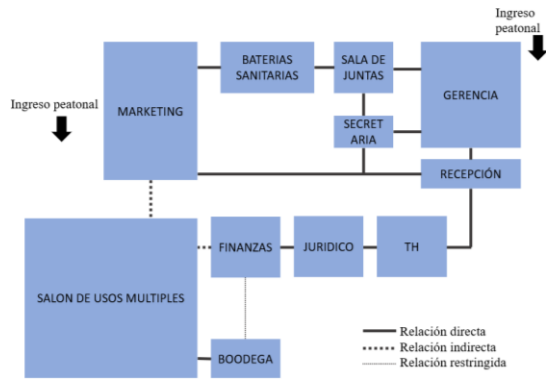 Ingreso
peatonal
BATERIAS
SANITARIAS
SALA DE
JUNTAS
GERENCIA
MARKETING
Ingreso peatonal
SECRET
ARIA
RECEPCIÓN
SALON DE USOS MULTIPLES
FINANZAS
JURIDICO
TH
BOODEGA
Relación directa
Relación indirecta
Relación restringida